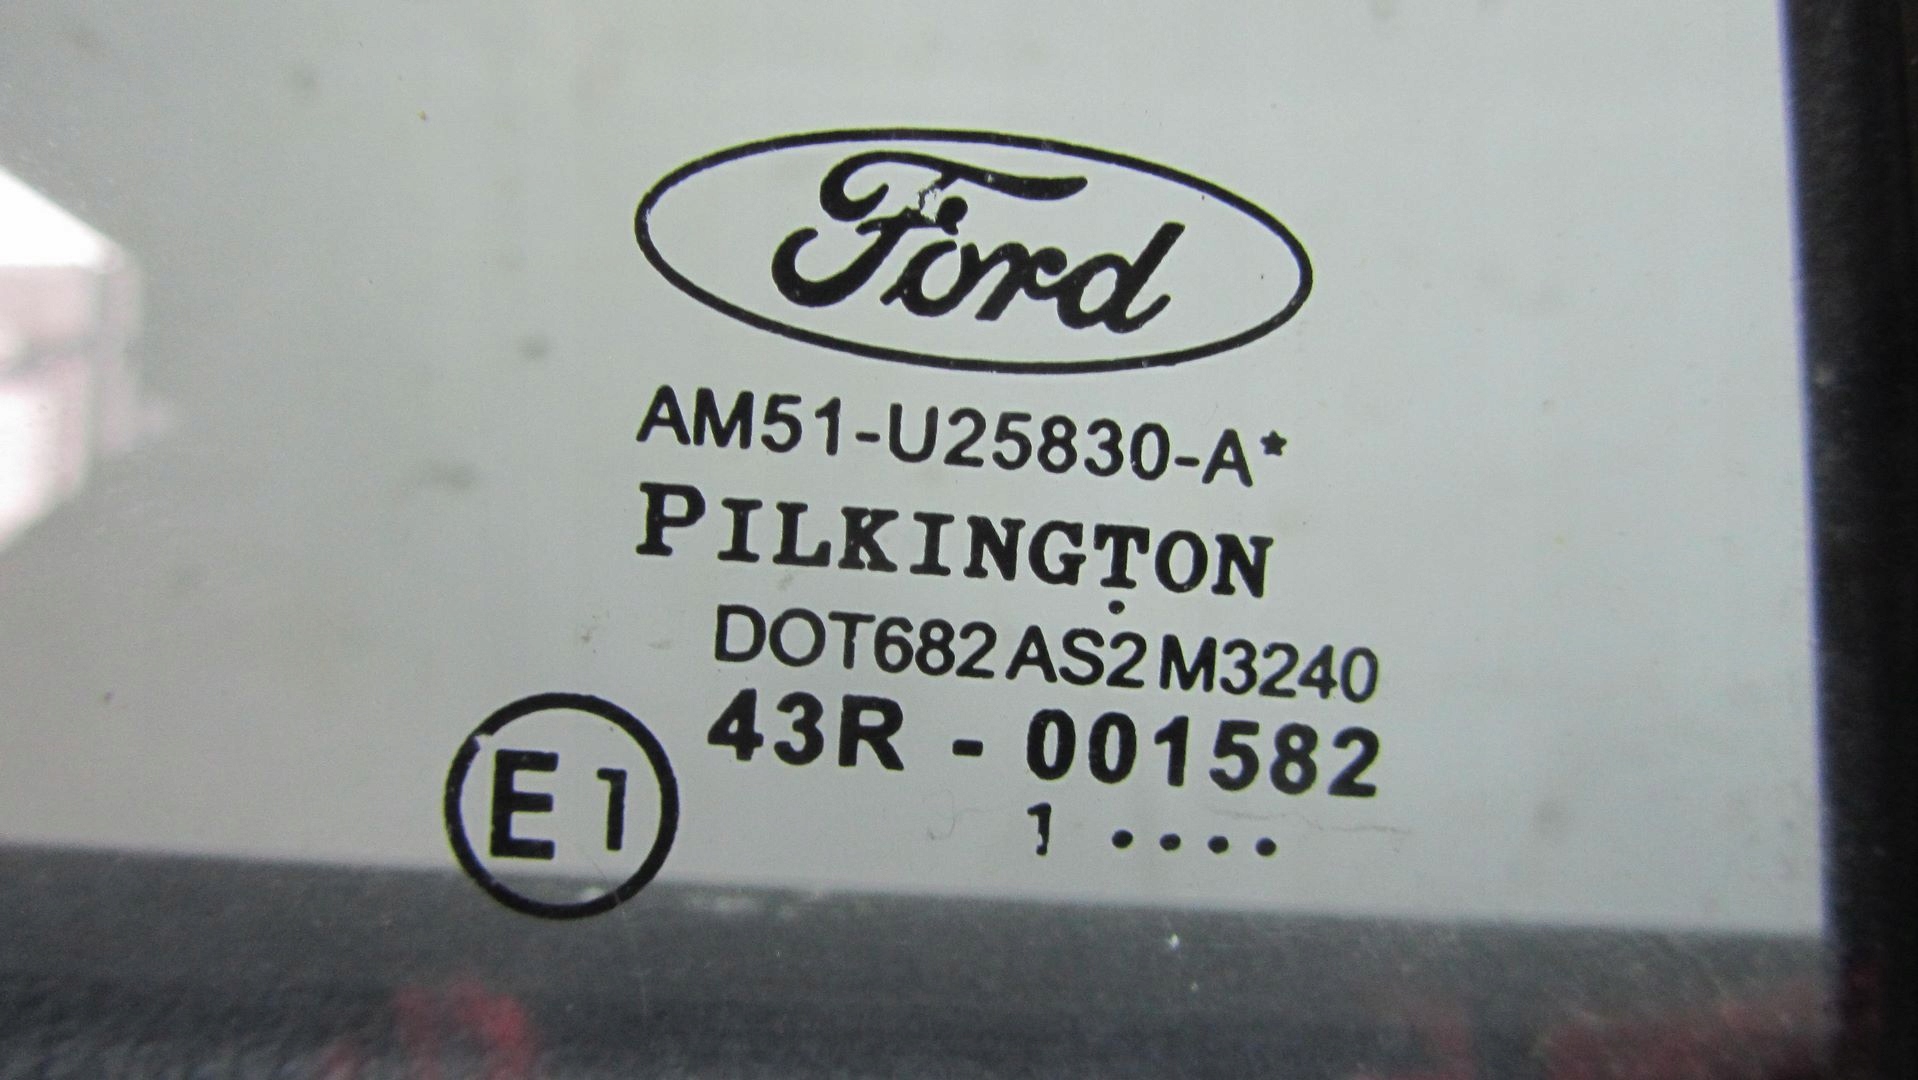 Ford
AM51-U25830-A*
PILKINGTON
DOT682 AS2 M3240
43R - 001582
E1
1 ....